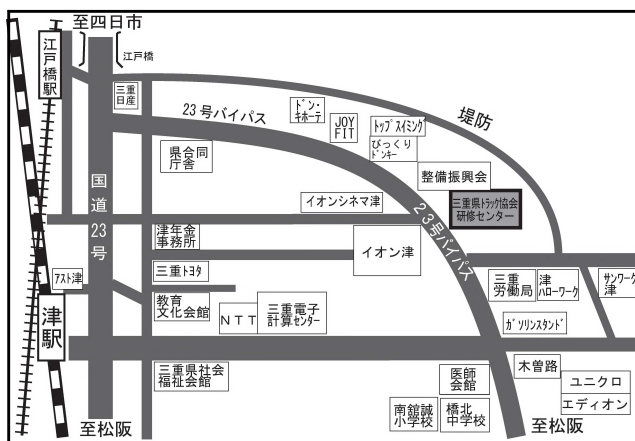 至四日市
江戸橋
江戸橋駅
三重
日産
23号バイパス
ドン・
キホーテ
JOY
FIT
トップスイミング
びっくり
ドンキー
堤防
県合同
庁舎
整備振興会
三重県トラック協会
研修センター
国道23号
イオンシネマ津
23号バイパス
津年金
事務所
イオン津
三重トヨタ
アスト津
三重
労働局
津
ハローワーク
サンワーク
津
教育
文化会館
NTT
三重電子
計算センター
ガソリンスタンド
津駅
三重県社会
福祉会館
医師
会館
木曽路
ユニクロ
エディオン
南舘誠
小学校
橋北
中学校
至松阪
至松阪